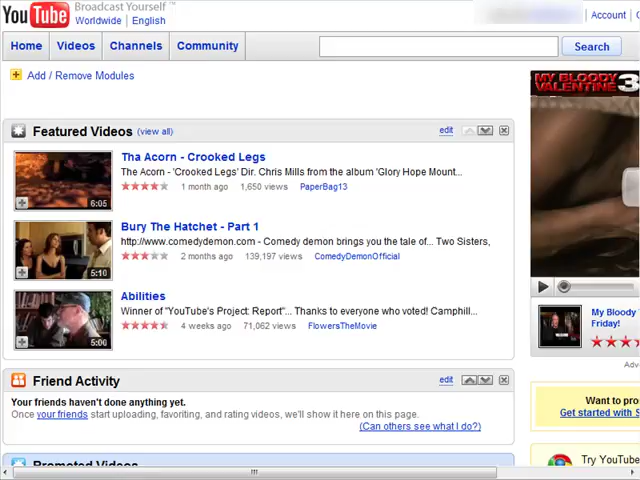 YouTube Broadcast Yourself ™
Worldwide | English
Account
Home Videos Channels Community Search
Add / Remove Modules
MY BLOODY VALENTINE 3
Featured Videos (view all) edit
Tha Acorn - Crooked Legs
The Acorn - 'Crooked Legs' Dir. Chris Mills from the album 'Glory Hope Mount...
1 month ago 1,650 views PaperBag13
6:05
Bury The Hatchet - Part 1
http://www.comedydemon.com - Comedy demon brings you the tale of... Two Sisters,
2 months ago 139,197 views ComedyDemonOfficial
5:10
Abilities
Winner of "YouTube's Project: Report"... Thanks to everyone who voted! Camphill...
4 weeks ago 71,062 views FlowersTheMovie
5:00
My Bloody
Friday!
Adv
Friend Activity edit
Your friends haven't done anything yet.
Once your friends start uploading, favoriting, and rating videos, we'll show it here on this page.
(Can others see what I do?)
Want to pro
Get started with S
Promoted Videos
Try YouTube